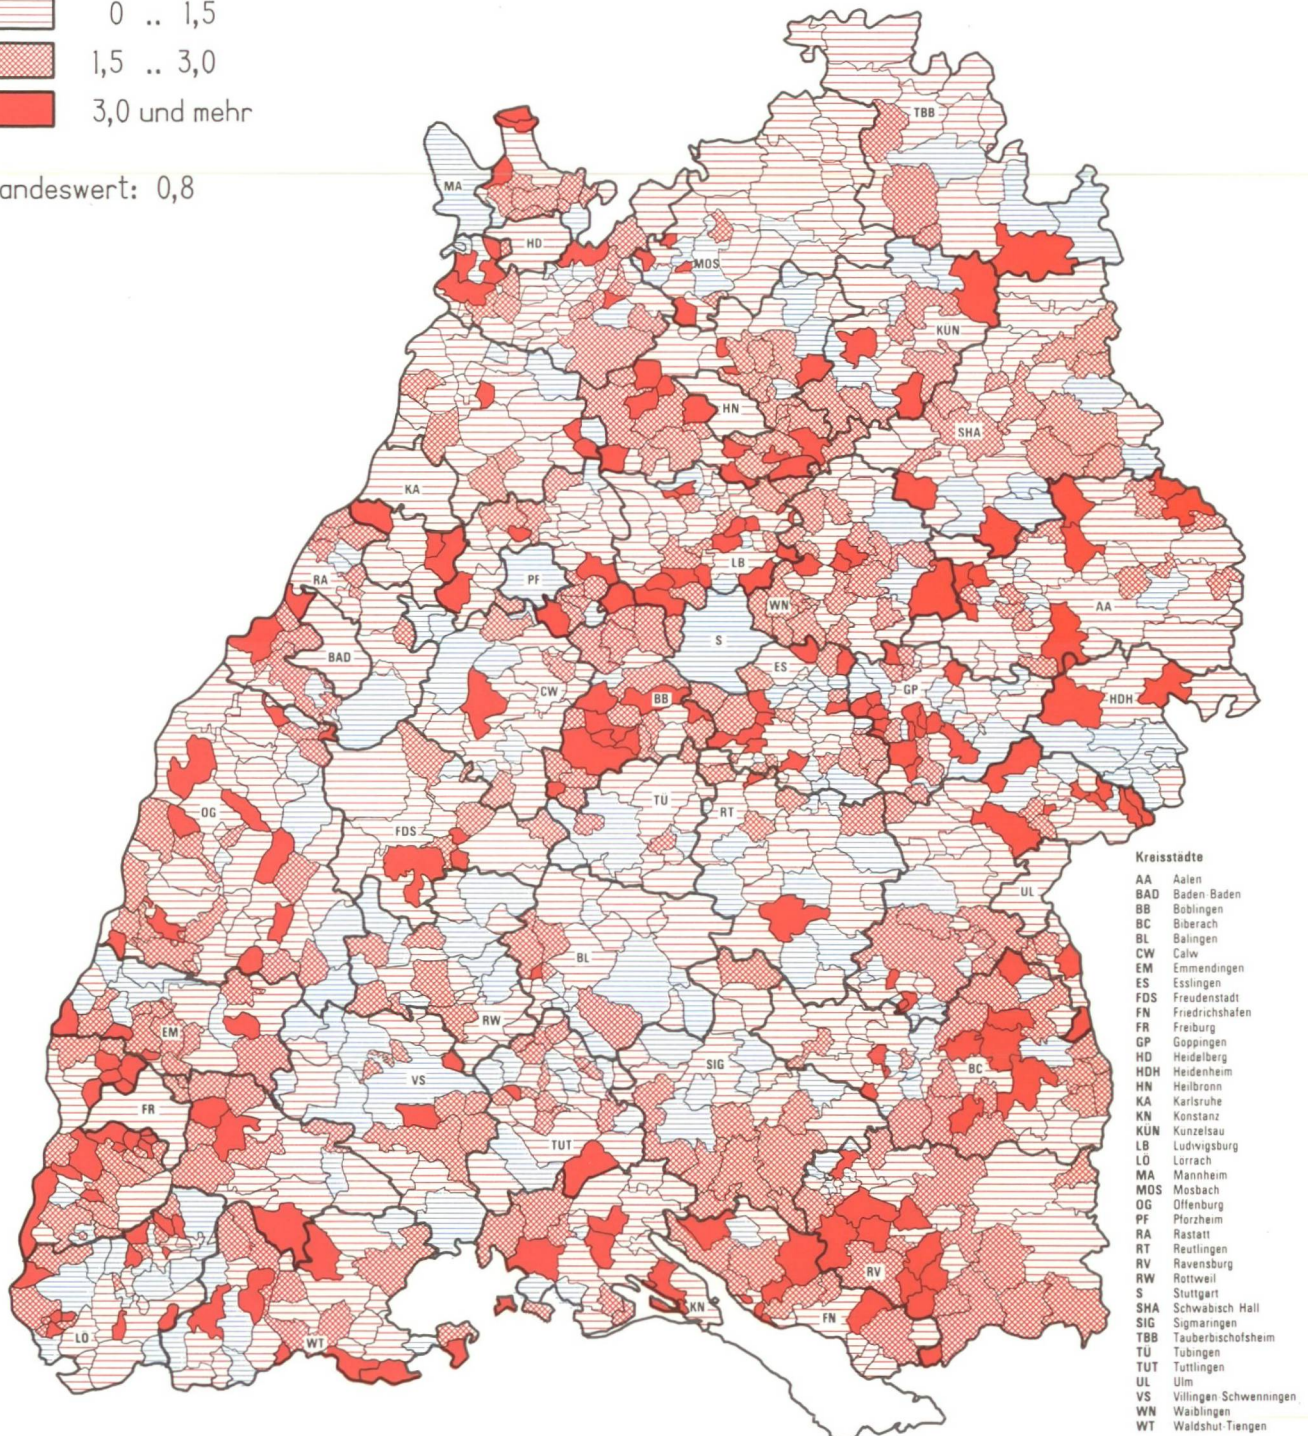 0 .. 1,5
1,5 .. 3,0
3,0 und mehr
andeswert: 0,8
TBB
MA
HD
MOS
KÜN
HN
SHA
KA
LB
PF
RA
WN
AA
S
BAD
ES
CW
BB
GP
HDH
TÜ
RT
OG
FDS
UL
BL
RW
EM
SIG
BC
VS
FR
TUT
RV
KN
FN
LÖ
WT
Kreisstädte
AA Aalen
BAD Baden-Baden
BB Boblingen
BC Biberach
BL Balingen
CW Calw
EM Emmendingen
ES Esslingen
FDS Freudenstadt
FN Friedrichshafen
FR Freiburg
GP Goppingen
HD Heidelberg
HDH Heidenheim
HN Heilbronn
KA Karlsruhe
KN Konstanz
KÜN Kunzelsau
LB Ludwigsburg
LÖ Lorrach
MA Mannheim
MOS Mosbach
OG Offenburg
PF Pforzheim
RA Rastatt
RT Reutlingen
RV Ravensburg
RW Rottweil
S Stuttgart
SHA Schwabisch Hall
SIG Sigmaringen
TBB Tauberbischofsheim
TÜ Tubingen
TUT Tuttlingen
UL Ulm
VS Villingen-Schwenningen
WN Waiblingen
WT Waldshut-Tiengen